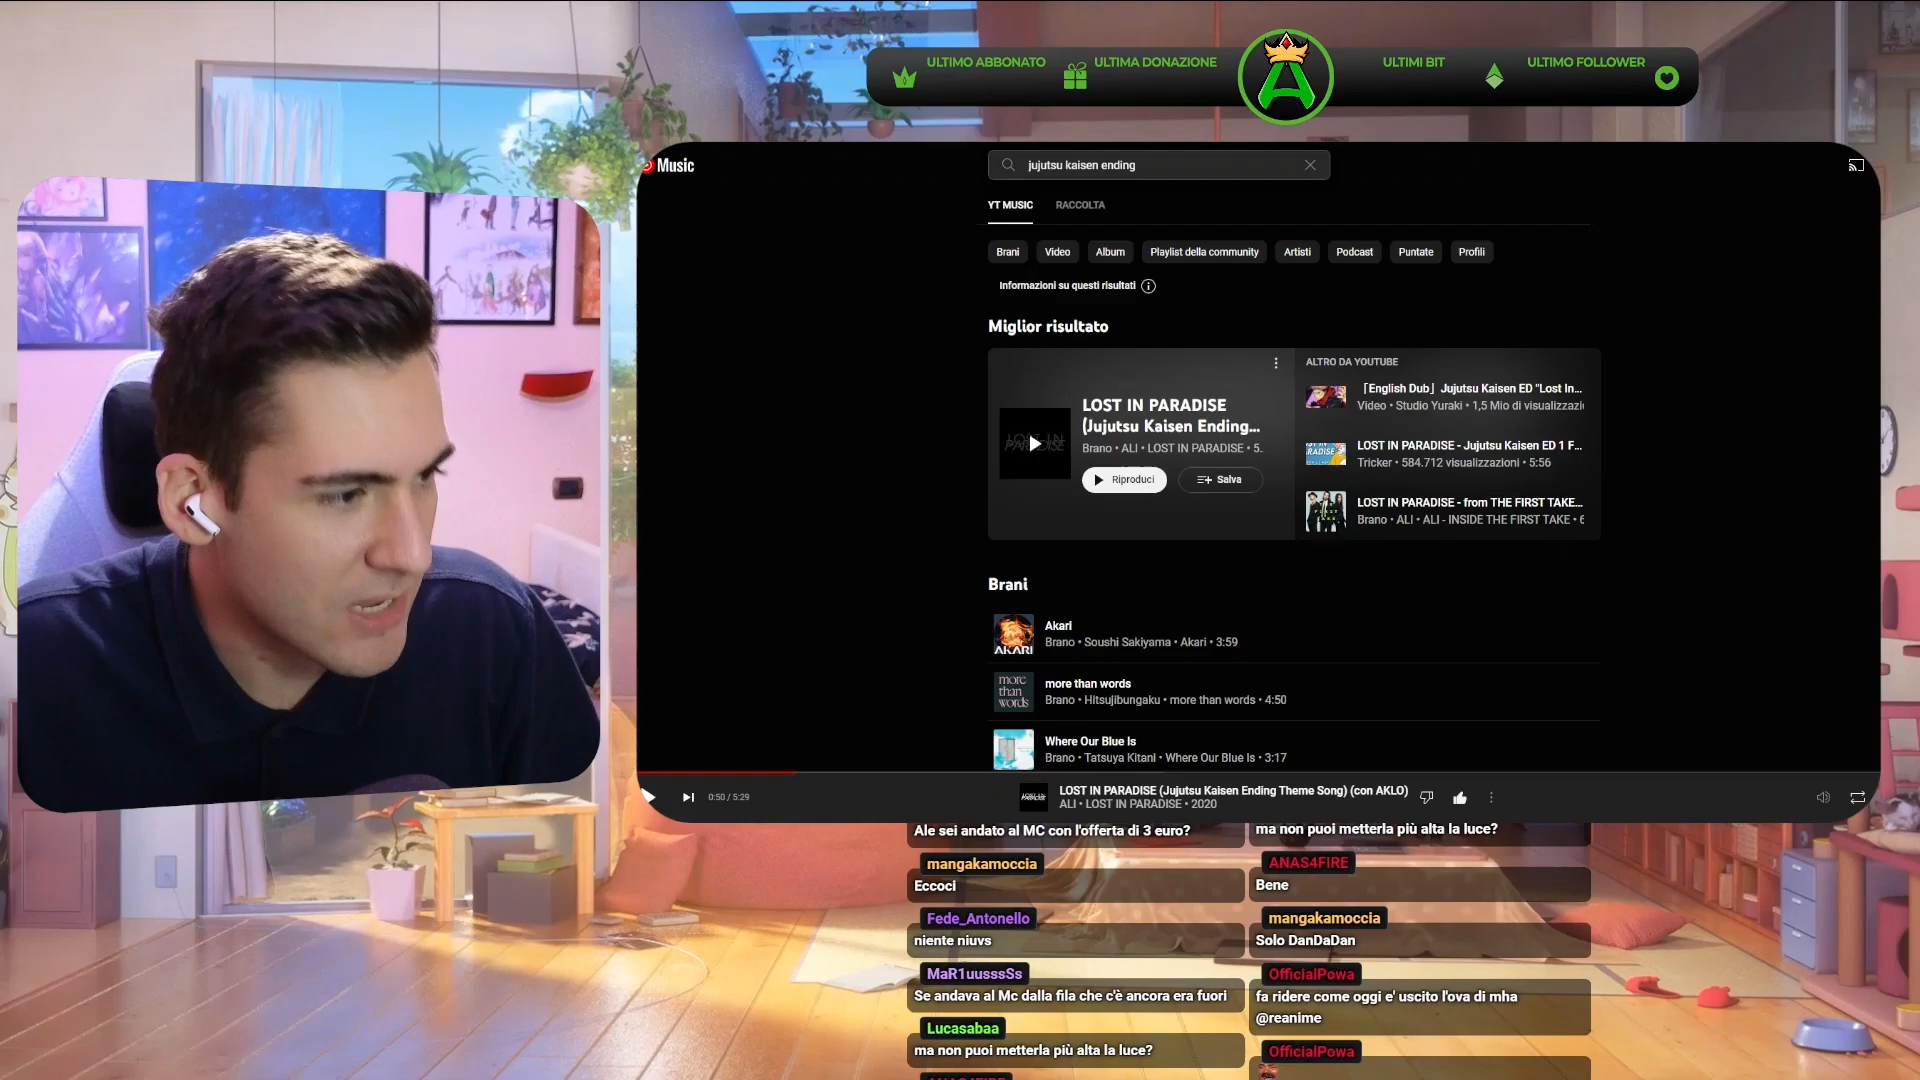 ULTIMO ABBONATO
ULTIMA DONAZIONE
A
ULTIMI BIT
ULTIMO FOLLOWER
Music
jujutsu kaisen ending
YT MUSIC
RACCOLTA
Brani
Video
Album
Playlist della community
Artisti
Podcast
Puntate
Profili
Informazioni su questi risultati
Miglior risultato
LOST IN PARADISE
LOST IN PARADISE
(Jujutsu Kaisen Ending...
Brano • ALI • LOST IN PARADISE • 5.
Riproduci
Salva
ALTRO DA YOUTUBE
「English Dub」Jujutsu Kaisen ED "Lost In...
Video • Studio Yuraki • 1,5 Mio di visualizzazi
LOST IN PARADISE - Jujutsu Kaisen ED 1 F...
Tricker • 584.712 visualizzazioni • 5:56
LOST IN PARADISE - from THE FIRST TAKE...
Brano • ALI • ALI - INSIDE THE FIRST TAKE • 6
Brani
AKARI
Akari
Brano • Soushi Sakiyama • Akari • 3:59
more
than
words
more than words
Brano • Hitsujibungaku • more than words • 4:50
Where Our Blue Is
Brano • Tatsuya Kitani • Where Our Blue Is • 3:17
0:50 / 5:29
LOST IN PARADISE (Jujutsu Kaisen Ending Theme Song) (con AKLO)
ALI • LOST IN PARADISE • 2020
Ale sei andato al MC con l'offerta di 3 euro?
mangakamoccia
Eccoci
Fede_Antonello
niente niuvs
MaR1uusssSs
Se andava al Mc dalla fila che c'è ancora era fuori
Lucasabaa
ma non puoi metterla più alta la luce?
ma non puoi metterla più alta la luce?
ANAS4FIRE
Bene
mangakamoccia
Solo DanDaDan
OfficialPowa
fa ridere come oggi e' uscito l'ova di mha
@reanime
OfficialPowa